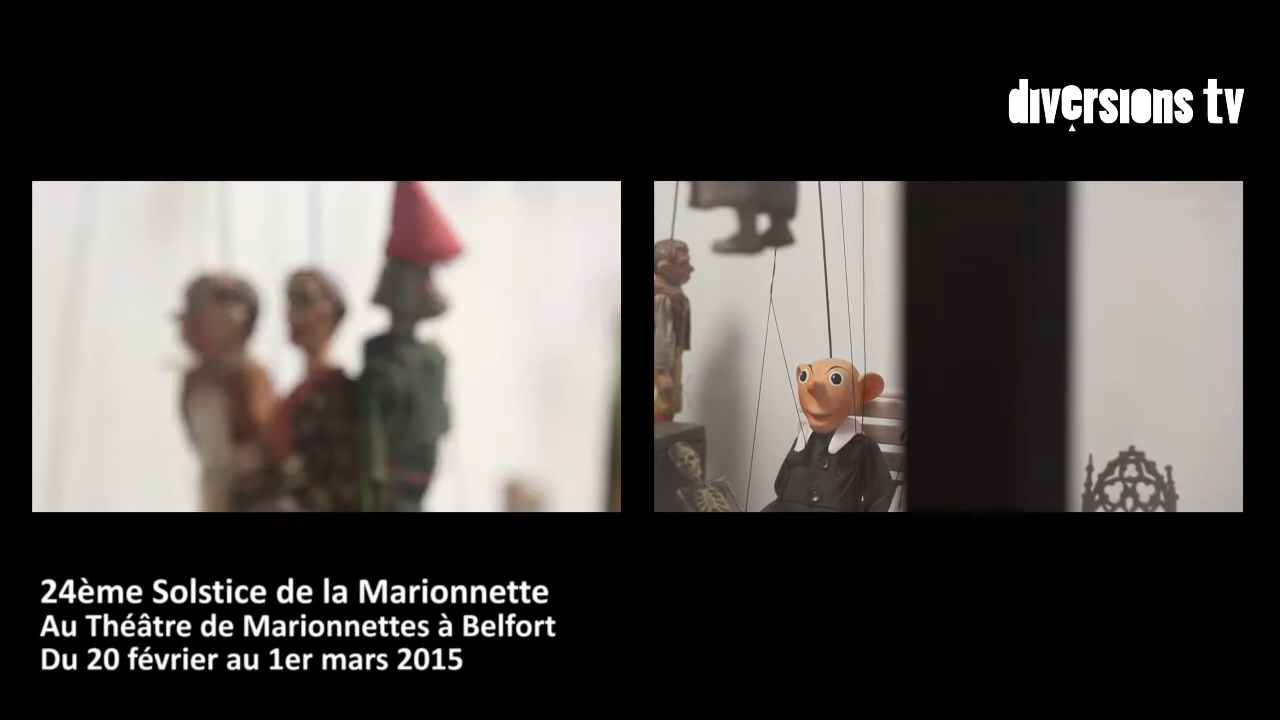 diversions tv
24ème Solstice de la Marionnette
Au Théâtre de Marionnettes à Belfort
Du 20 février au 1er mars 2015